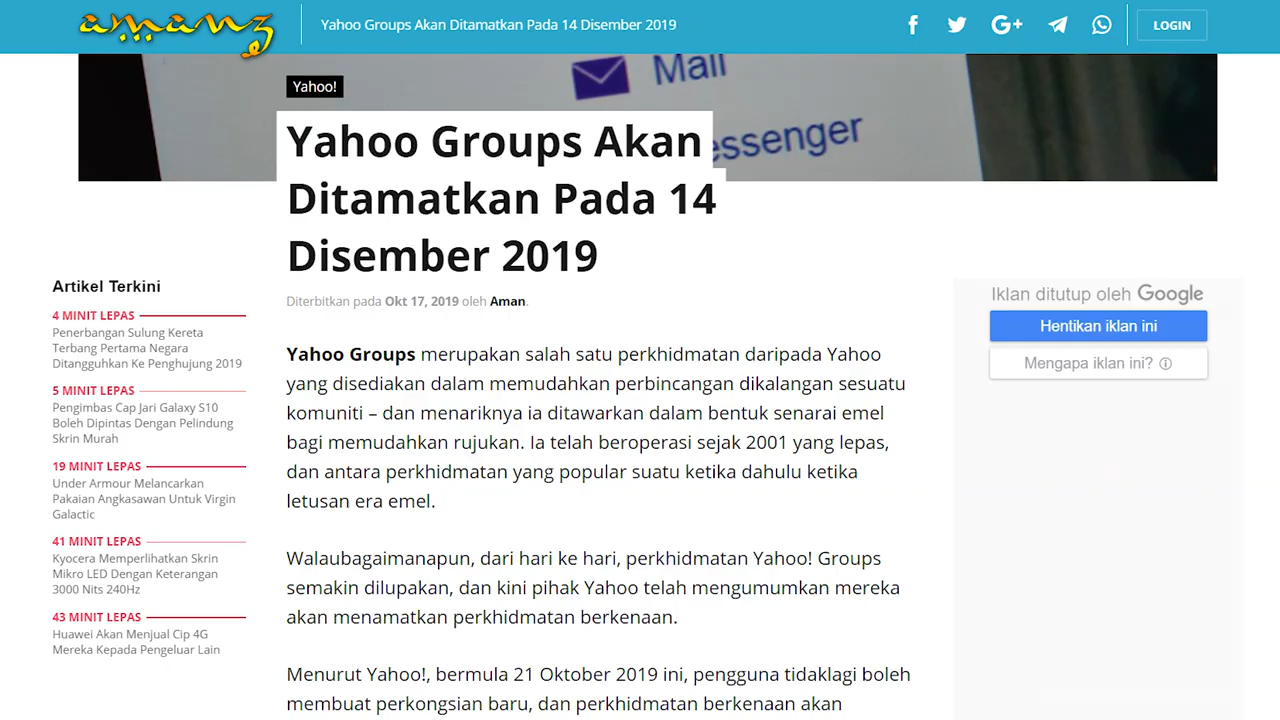 amanz
Yahoo Groups Akan Ditamatkan Pada 14 Disember 2019
LOGIN
Mail
essenger
Yahoo!
Yahoo Groups Akan
Ditamatkan Pada 14
Disember 2019
Diterbitkan pada Okt 17, 2019 oleh Aman.
Artikel Terkini
4 MINIT LEPAS
Penerbangan Sulung Kereta
Terbang Pertama Negara
Ditangguhkan Ke Penghujung 2019
5 MINIT LEPAS
Pengimbas Cap Jari Galaxy S10
Boleh Dipintas Dengan Pelindung
Skrin Murah
19 MINIT LEPAS
Under Armour Melancarkan
Pakaian Angkasawan Untuk Virgin
Galactic
41 MINIT LEPAS
Kyocera Memperlihatkan Skrin
Mikro LED Dengan Keterangan
3000 Nits 240Hz
43 MINIT LEPAS
Huawei Akan Menjual Cip 4G
Mereka Kepada Pengeluar Lain
Yahoo Groups merupakan salah satu perkhidmatan daripada Yahoo
yang disediakan dalam memudahkan perbincangan dikalangan sesuatu
komuniti – dan menariknya ia ditawarkan dalam bentuk senarai emel
bagi memudahkan rujukan. Ia telah beroperasi sejak 2001 yang lepas,
dan antara perkhidmatan yang popular suatu ketika dahulu ketika
letusan era emel.
Walaubagaimanapun, dari hari ke hari, perkhidmatan Yahoo! Groups
semakin dilupakan, dan kini pihak Yahoo telah mengumumkan mereka
akan menamatkan perkhidmatan berkenaan.
Menurut Yahoo!, bermula 21 Oktober 2019 ini, pengguna tidaklagi boleh
membuat perkongsian baru, dan perkhidmatan berkenaan akan
Iklan ditutup oleh Google
Hentikan iklan ini
Mengapa iklan ini?